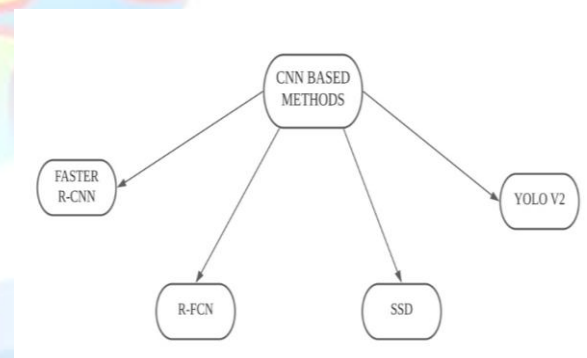 CNN BASED
METHODS
FASTER
R-CNN
YOLO V2
R-FCN
SSD